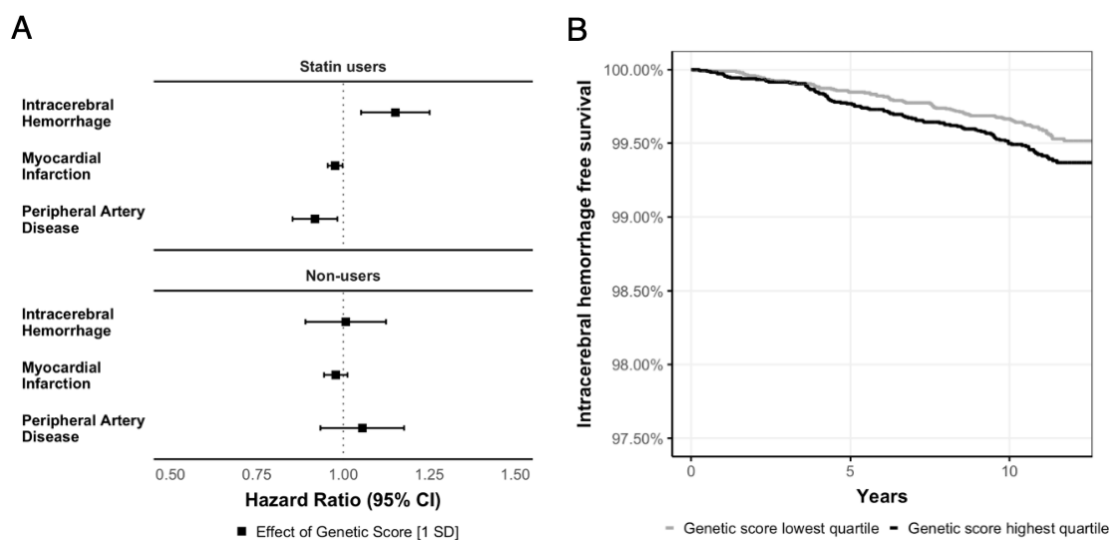 A
Statin users
Intracerebral
Hemorrhage
Myocardial
Infarction
Peripheral Artery
Disease
Non-users
Intracerebral
Hemorrhage
Myocardial
Infarction
Peripheral Artery
Disease
0.50 0.75 1.00 1.25 1.50
Hazard Ratio (95% CI)
Effect of Genetic Score [1 SD]
B
Intracerebral hemorrhage free survival
100.00%
99.50%
99.00%
98.50%
98.00%
97.50%
0 5 10
Years
Genetic score lowest quartile Genetic score highest quartile